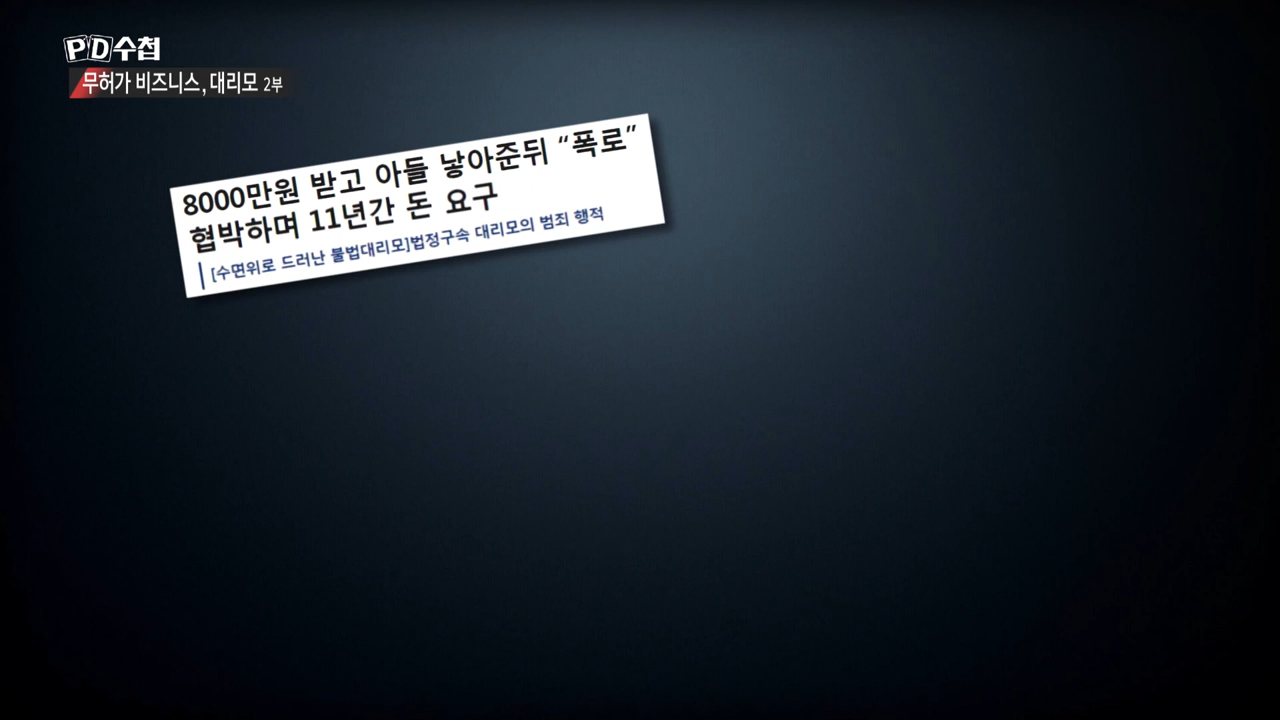 PD수첩
무허가 비즈니스, 대리모 2부
8000만원 받고 아들 낳아준뒤 “폭로”
협박하며 11년간 돈 요구
[수면위로 드러난 불법대리모]법정구속 대리모의 범죄 행적